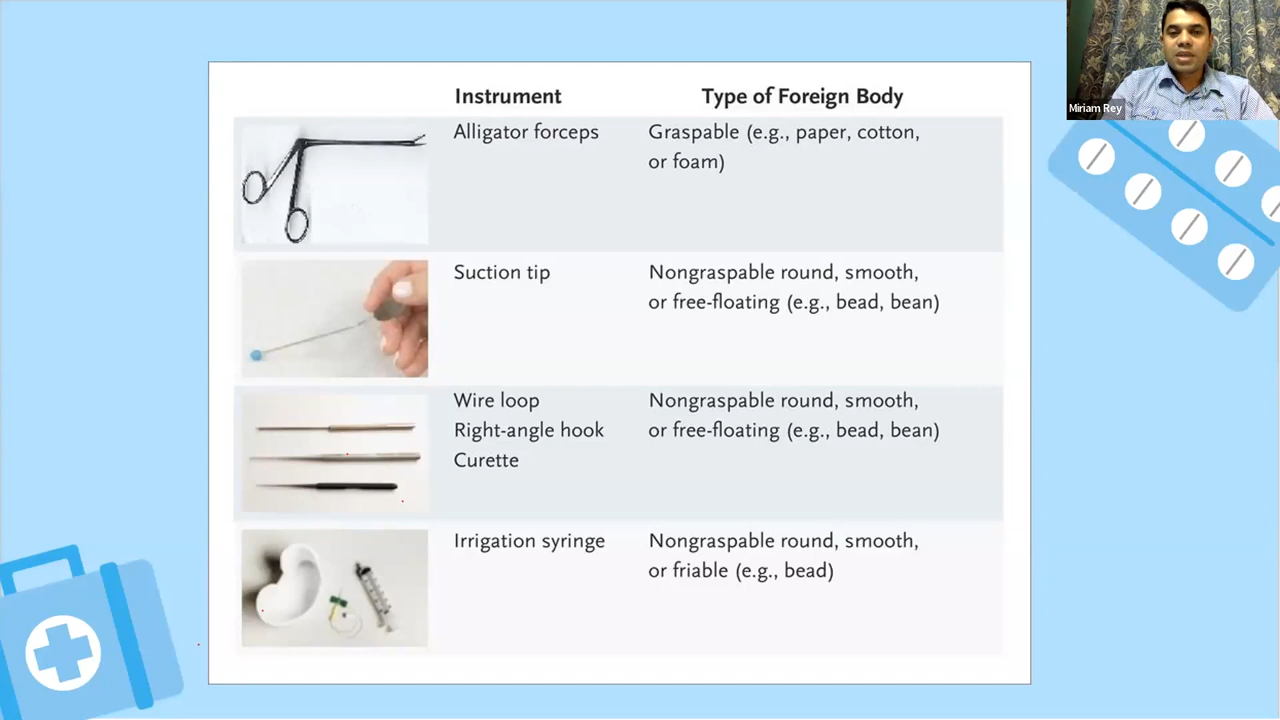 Instrument
Type of Foreign Body
Alligator forceps
Graspable (e.g., paper, cotton,
or foam)
Suction tip
Nongraspable round, smooth,
or free-floating (e.g., bead, bean)
Wire loop
Right-angle hook
Curette
Nongraspable round, smooth,
or free-floating (e.g., bead, bean)
Irrigation syringe
Nongraspable round, smooth,
or friable (e.g., bead)
Miriam Rey